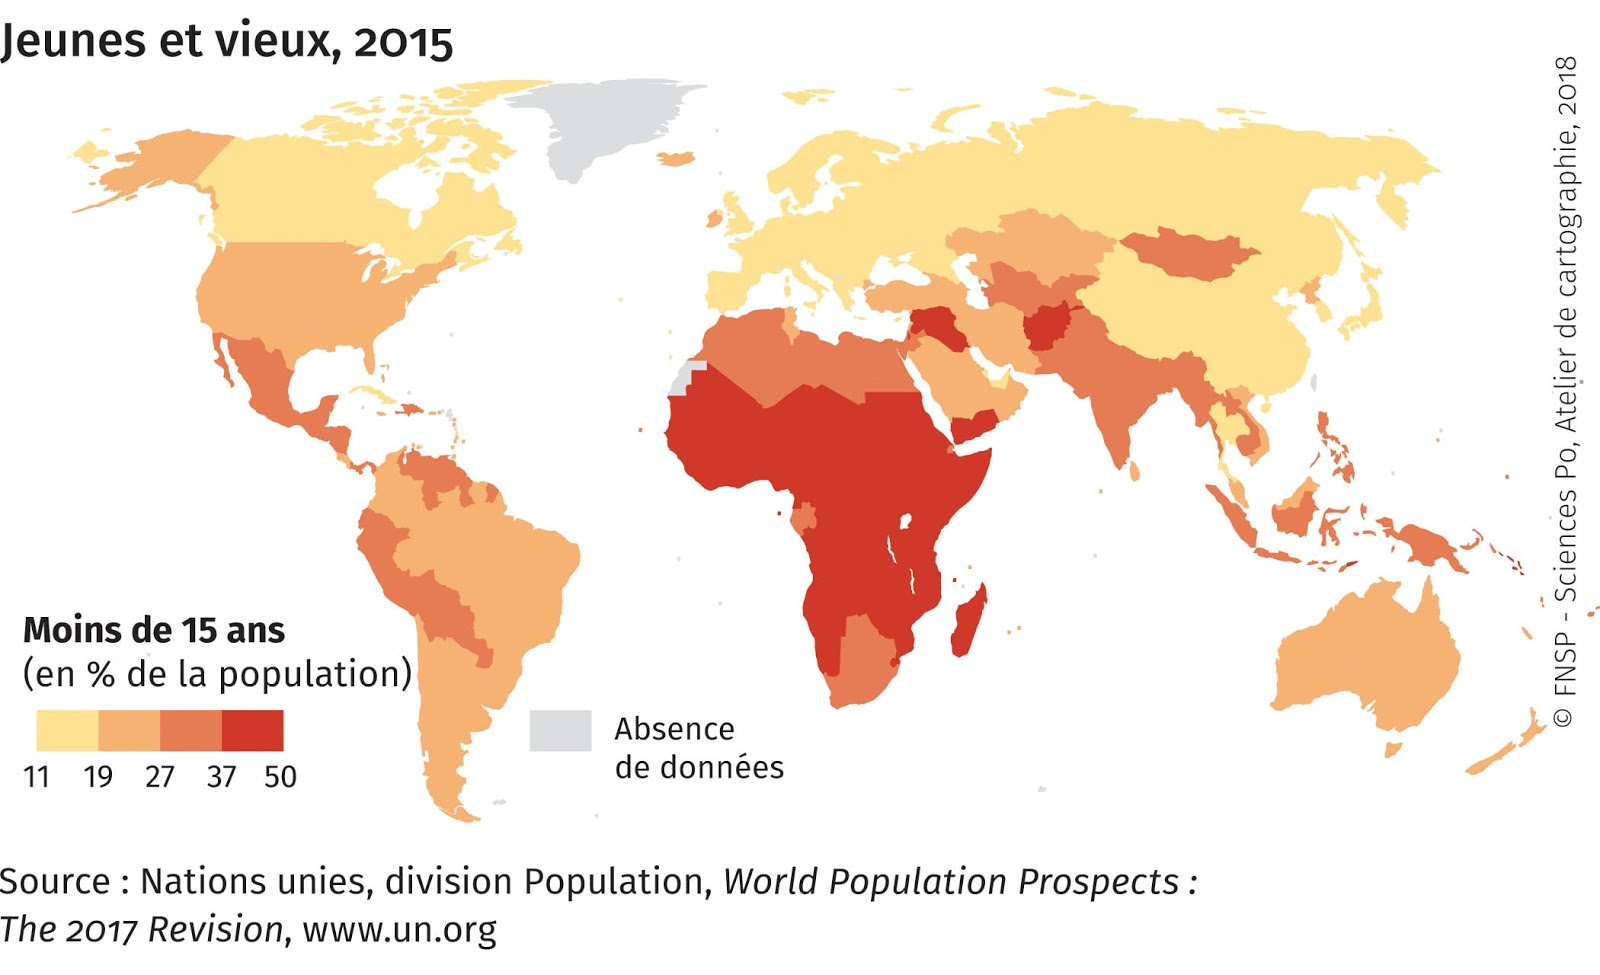 Jeunes et vieux, 2015
© FNSP - Sciences Po, Atelier de cartographie, 2018
Moins de 15 ans
(en % de la population)
11 19 27 37 50
Absence
de données
Source : Nations unies, division Population, World Population Prospects :
The 2017 Revision, www.un.org